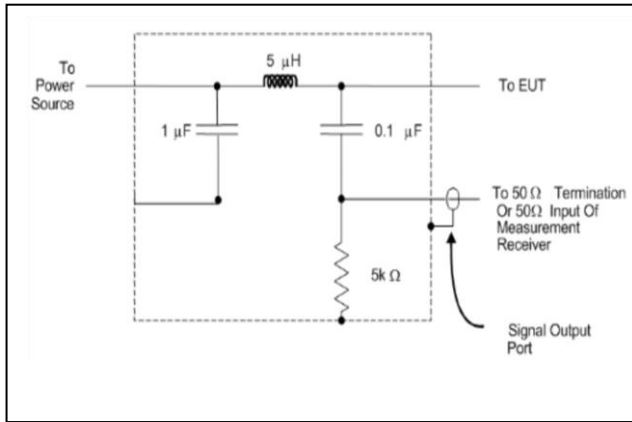 To
Power
Source
5 μH
To EUT
1 μF
0.1 μF
To 50 Ω Termination
Or 50Ω Input Of
Measurement
Receiver
5k Ω
Signal Output
Port